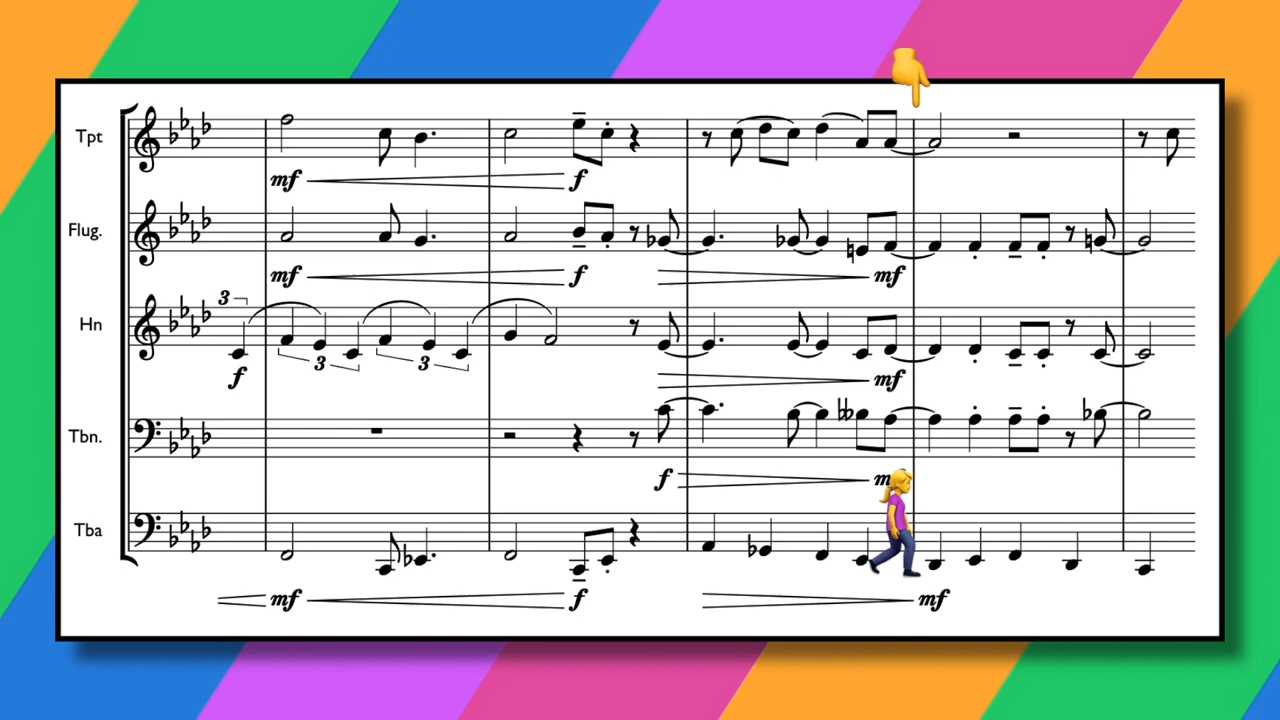 Tpt
mf f
Flug.
mf f mf
3
Hn
3 3
f mf
Tbn.
f m
Tba
mf f mf